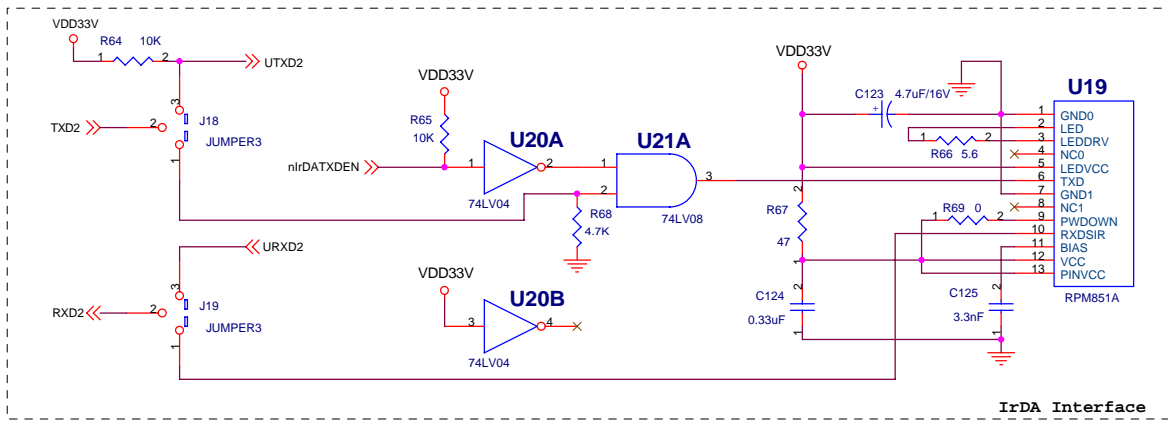 VDD33V
R64 10K
1 2
UTXD2
3
TXD2
2
J18
JUMPER3
1
VDD33V
R65
10K
nIrDATXDEN
1
U20A
2
74LV04
U21A
1
2
3
74LV08
R68
4.7K
URXD2
3
RXD2
2
J19
JUMPER3
1
VDD33V
U20B
3
4
74LV04
VDD33V
C123 4.7uF/16V
+
2
R67
47
1
2
C124
0.33uF
1
2
C125
3.3nF
1
1 2
R66 5.6
R69 0
1 2
U19
1 GND0
2 LED
3 LEDDRV
4 NC0
5 LEDVCC
6 TXD
7 GND1
8 NC1
9 PWDOWN
10 RXDSIR
11 BIAS
12 VCC
13 PINVCC
RPM851A
IrDA Interface